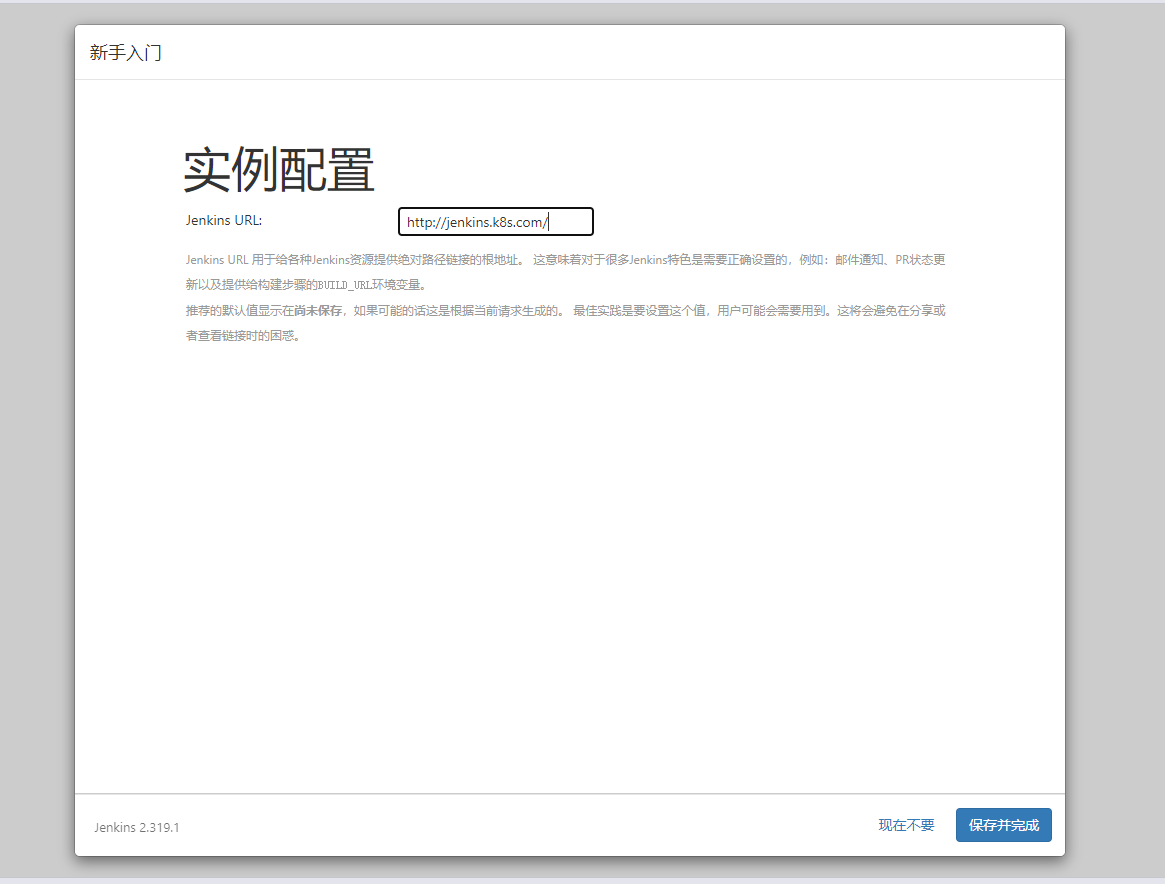 新手入门
实例配置
Jenkins URL:
http://jenkins.k8s.com/
Jenkins URL 用于给各种Jenkins资源提供绝对路径链接的根地址。 这意味着对于很多Jenkins特色是需要正确设置的，例如：邮件通知、PR状态更
新以及提供给构建步骤的BUILD_URL环境变量。
推荐的默认值显示在尚未保存，如果可能的话这是根据当前请求生成的。 最佳实践是要设置这个值，用户可能会需要用到。这将会避免在分享或
者查看链接时的困惑。
Jenkins 2.319.1
现在不要
保存并完成